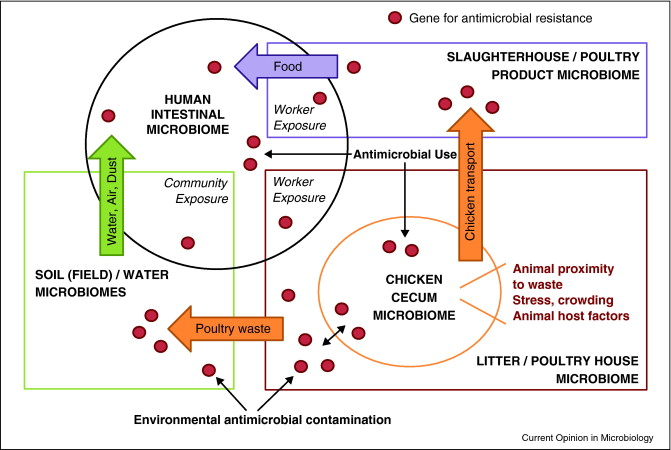 Gene for antimicrobial resistance
SLAUGHTERHOUSE / POULTRY
PRODUCT MICROBIOME
Food
HUMAN
INTESTINAL
MICROBIOME
Worker
Exposure
Antimicrobial Use
Water, Air, Dust
Community
Exposure
Worker
Exposure
Chicken transport
SOIL (FIELD) / WATER
MICROBIOMES
CHICKEN
CECUM
MICROBIOME
Animal proximity
to waste
Stress, crowding
Animal host factors
Poultry waste
LITTER / POULTRY HOUSE
MICROBIOME
Environmental antimicrobial contamination
Current Opinion in Microbiology